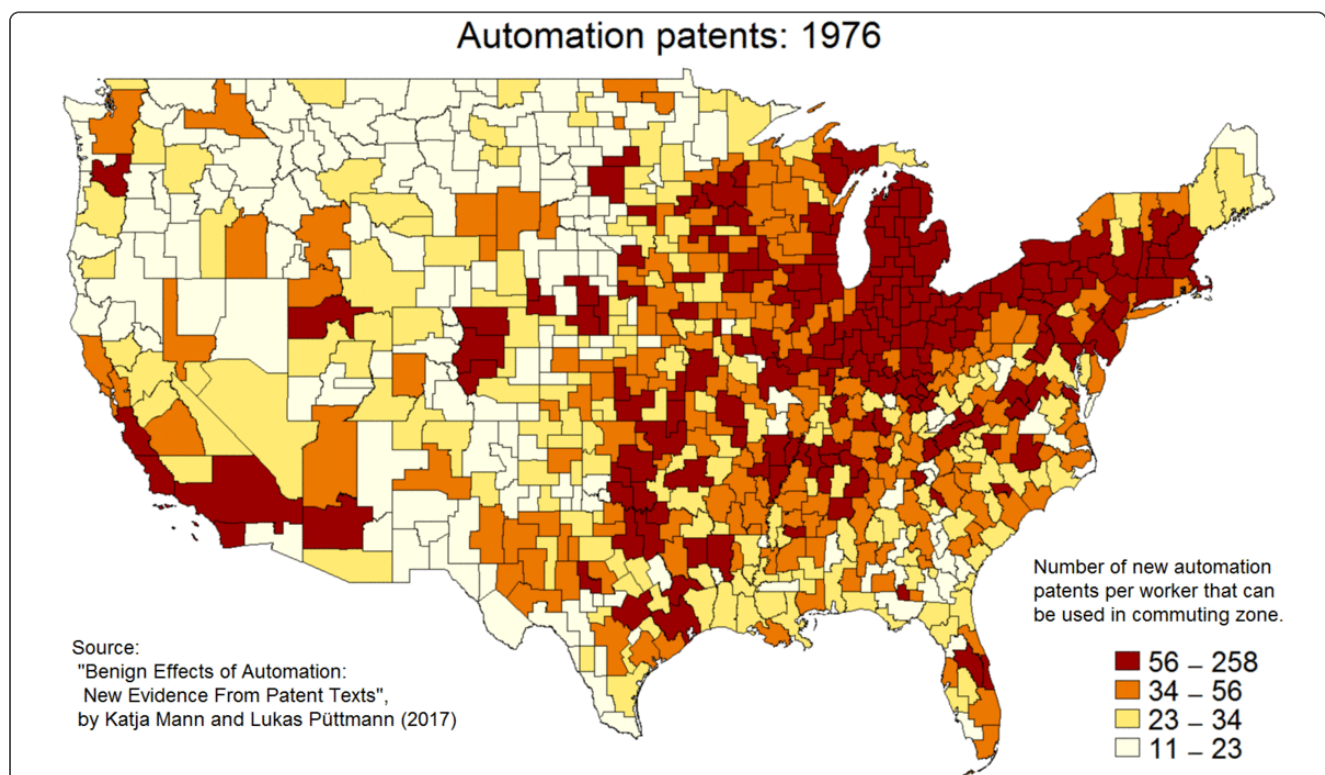 Automation patents: 1976
Number of new automation
patents per worker that can
be used in commuting zone.
Source:
"Benign Effects of Automation:
New Evidence From Patent Texts",
by Katja Mann and Lukas Püttmann (2017)
56 – 258
34 – 56
23 – 34
11 – 23